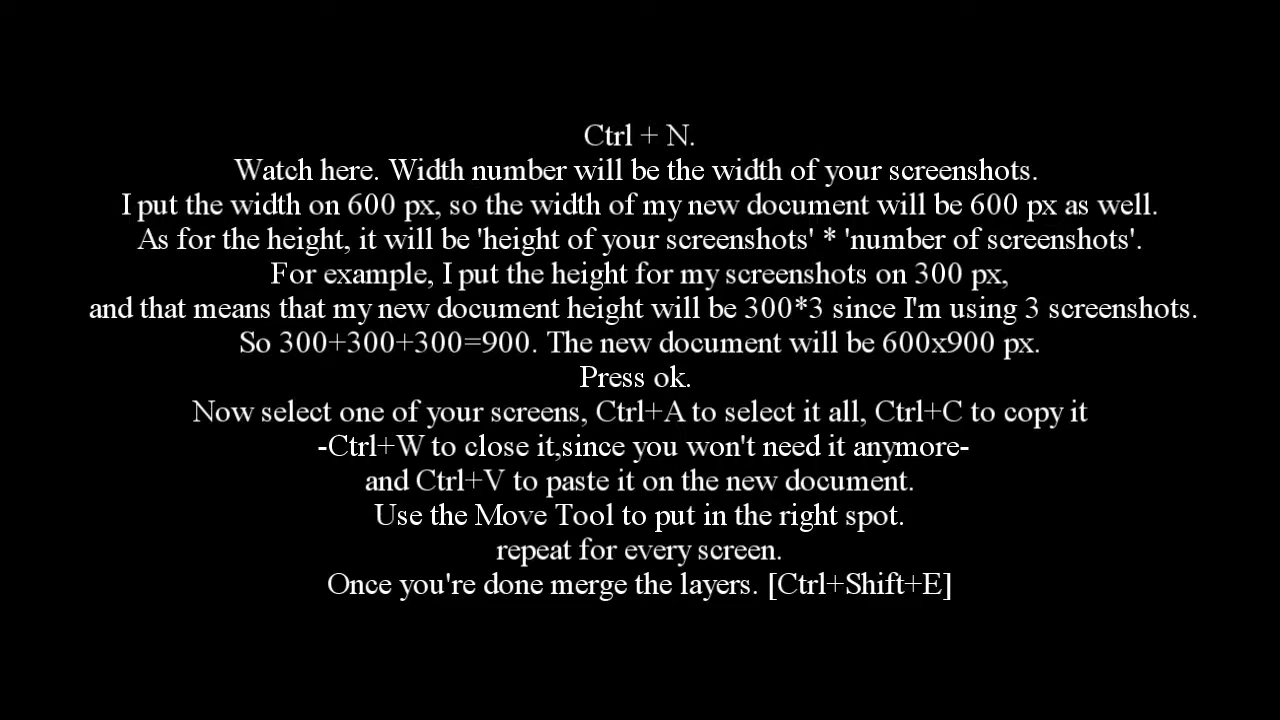 Ctrl + N.
Watch here. Width number will be the width of your screenshots.
I put the width on 600 px, so the width of my new document will be 600 px as well.
As for the height, it will be 'height of your screenshots' * 'number of screenshots'.
For example, I put the height for my screenshots on 300 px,
and that means that my new document height will be 300*3 since I'm using 3 screenshots.
So 300+300+300=900. The new document will be 600x900 px.
Press ok.
Now select one of your screens, Ctrl+A to select it all, Ctrl+C to copy it
-Ctrl+W to close it,since you won't need it anymore-
and Ctrl+V to paste it on the new document.
Use the Move Tool to put in the right spot.
repeat for every screen.
Once you're done merge the layers. [Ctrl+Shift+E]